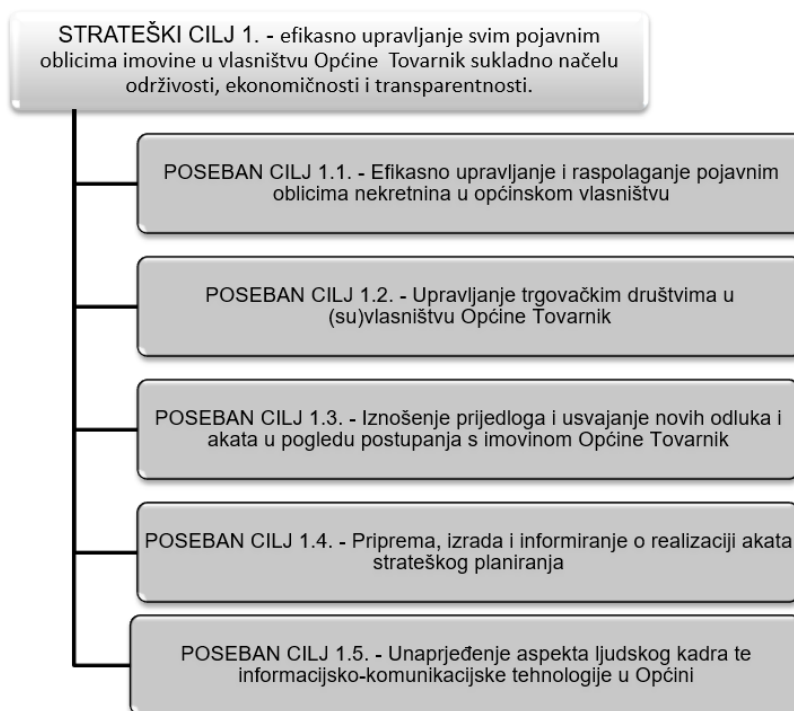 STRATEŠKI CILJ 1. - efikasno upravljanje svim pojavnim
oblicima imovine u vlasništvu Općine Tovarnik sukladno načelu
održivosti, ekonomičnosti i transparentnosti.
POSEBAN CILJ 1.1. - Efikasno upravljanje i raspolaganje pojavnim
oblicima nekretnina u općinskom vlasništvu
POSEBAN CILJ 1.2. - Upravljanje trgovačkim društvima u
(su)vlasništvu Općine Tovarnik
POSEBAN CILJ 1.3. - Iznošenje prijedloga i usvajanje novih odluka i
akata u pogledu postupanja s imovinom Općine Tovarnik
POSEBAN CILJ 1.4. - Priprema, izrada i informiranje o realizaciji akata
strateškog planiranja
POSEBAN CILJ 1.5. - Unaprjeđenje aspekta ljudskog kadra te
informacijsko-komunikacijske tehnologije u Općini